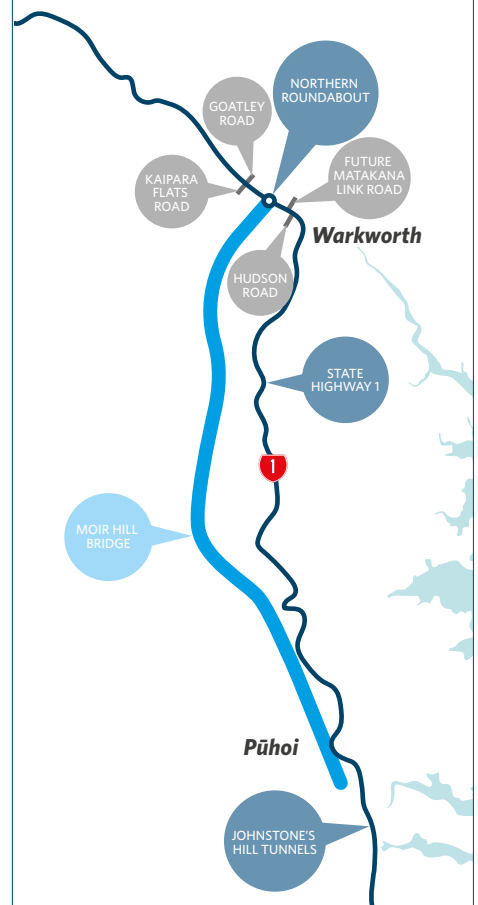 NORTHERN
ROUNDABOUT
GOATLEY
ROAD
KAIPARA
FLATS
ROAD
FUTURE
MATAKANA
LINK ROAD
Warkworth
HUDSON
ROAD
STATE
HIGHWAY 1
1
MOIR HILL
BRIDGE
Pūhoi
JOHNSTONE'S
HILL TUNNELS